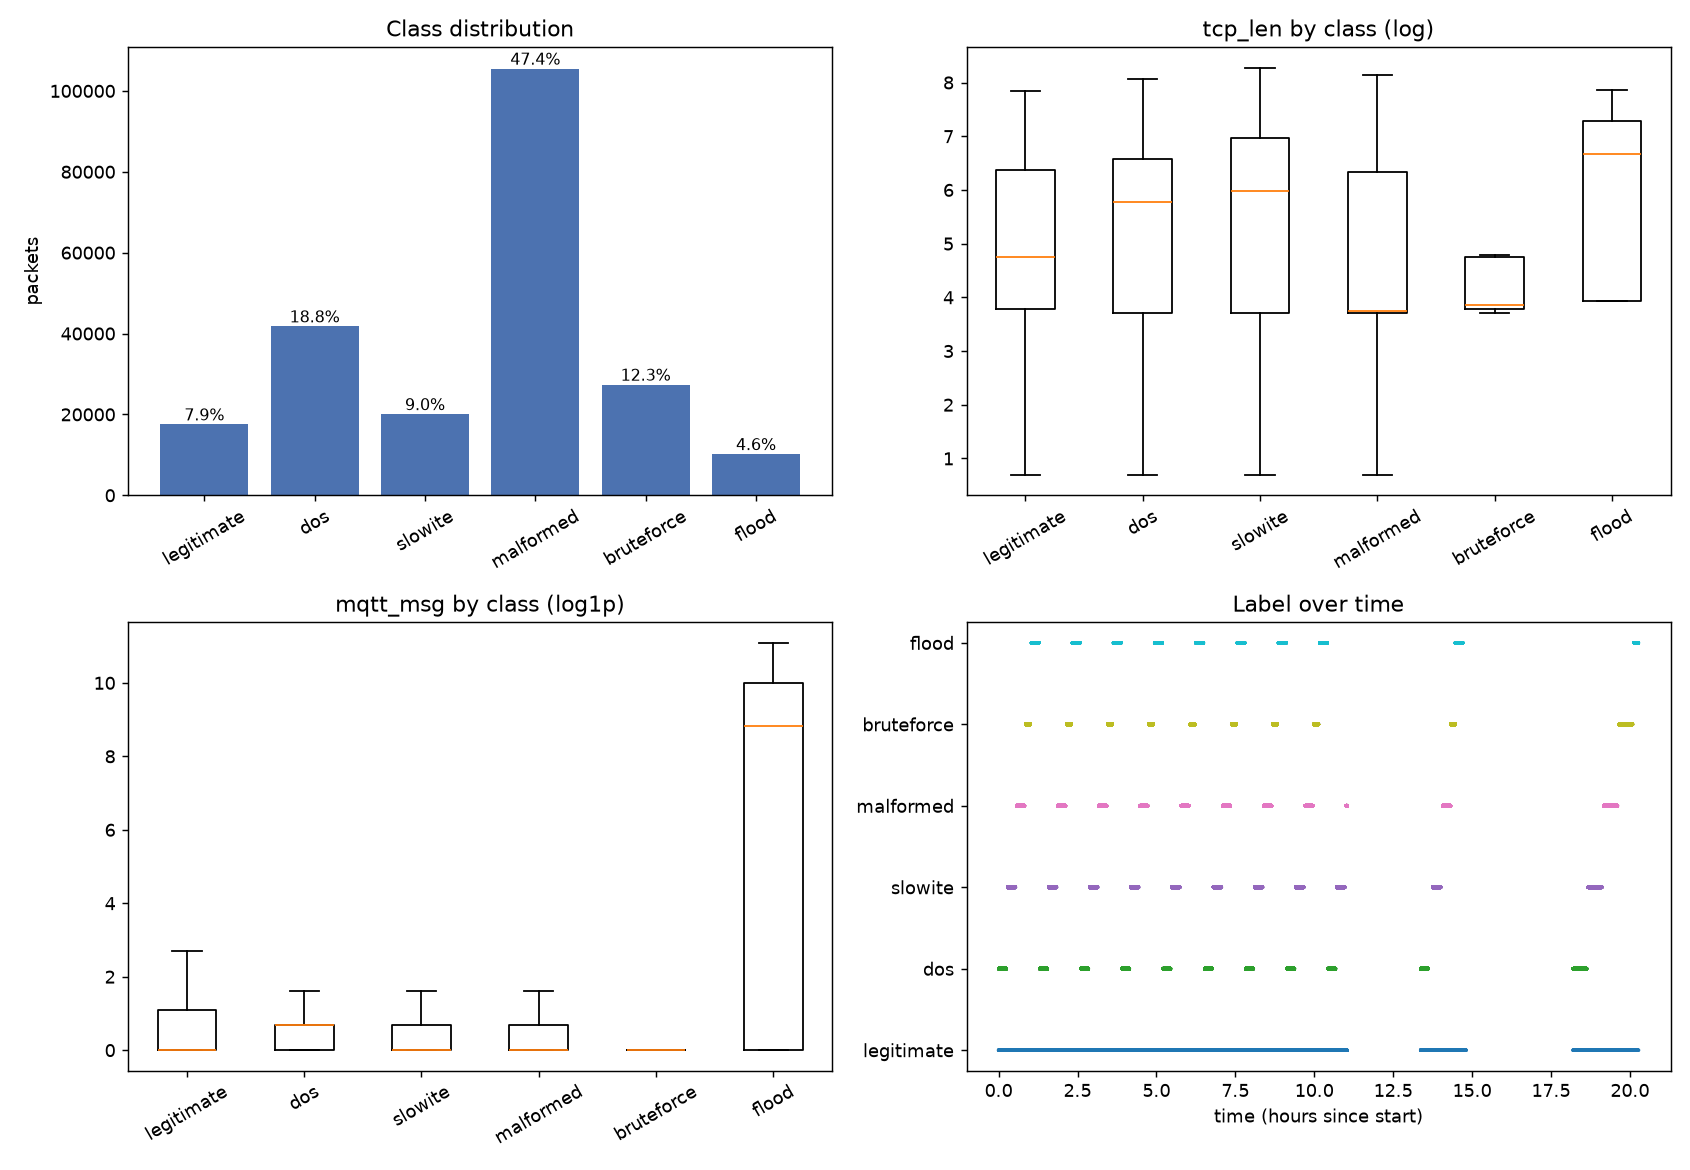 Class distribution
packets
100000
80000
60000
40000
20000
0
7.9%
18.8%
9.0%
47.4%
12.3%
4.6%
legitimate
dos
slowite
malformed
bruteforce
flood
tcp_len by class (log)
8
7
6
5
4
3
2
1
legitimate
dos
slowite
malformed
bruteforce
flood
mqtt_msg by class (log1p)
10
8
6
4
2
0
legitimate
dos
slowite
malformed
bruteforce
flood
Label over time
flood
bruteforce
malformed
slowite
dos
legitimate
0.0 2.5 5.0 7.5 10.0 12.5 15.0 17.5 20.0
time (hours since start)